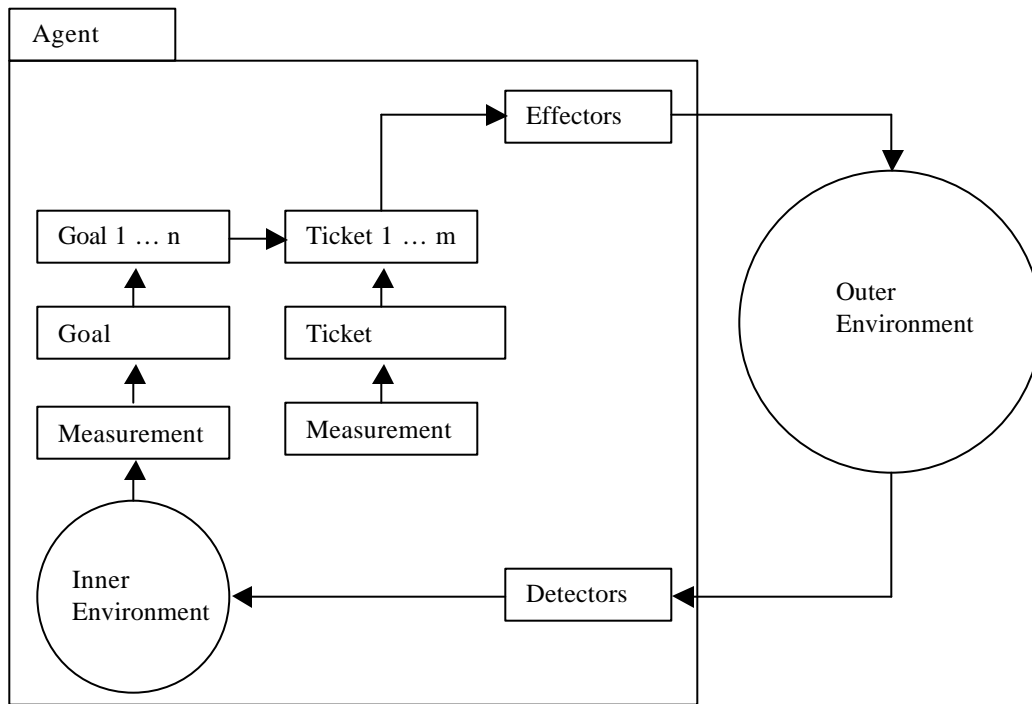 Agent
Effectors
Goal 1 … n
Ticket 1 … m
Outer
Environment
Goal
Ticket
Measurement
Measurement
Inner
Environment
Detectors